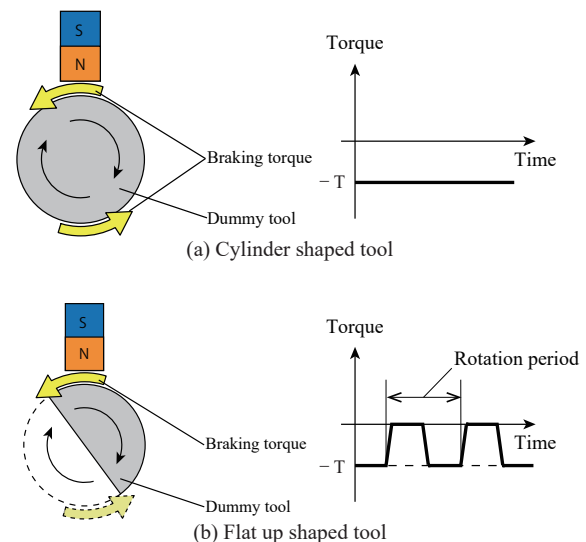 S
N
Torque
Time
– T
Braking torque
Dummy tool
(a) Cylinder shaped tool
S
N
Torque
Rotation period
Time
– T
Braking torque
Dummy tool
(b) Flat up shaped tool